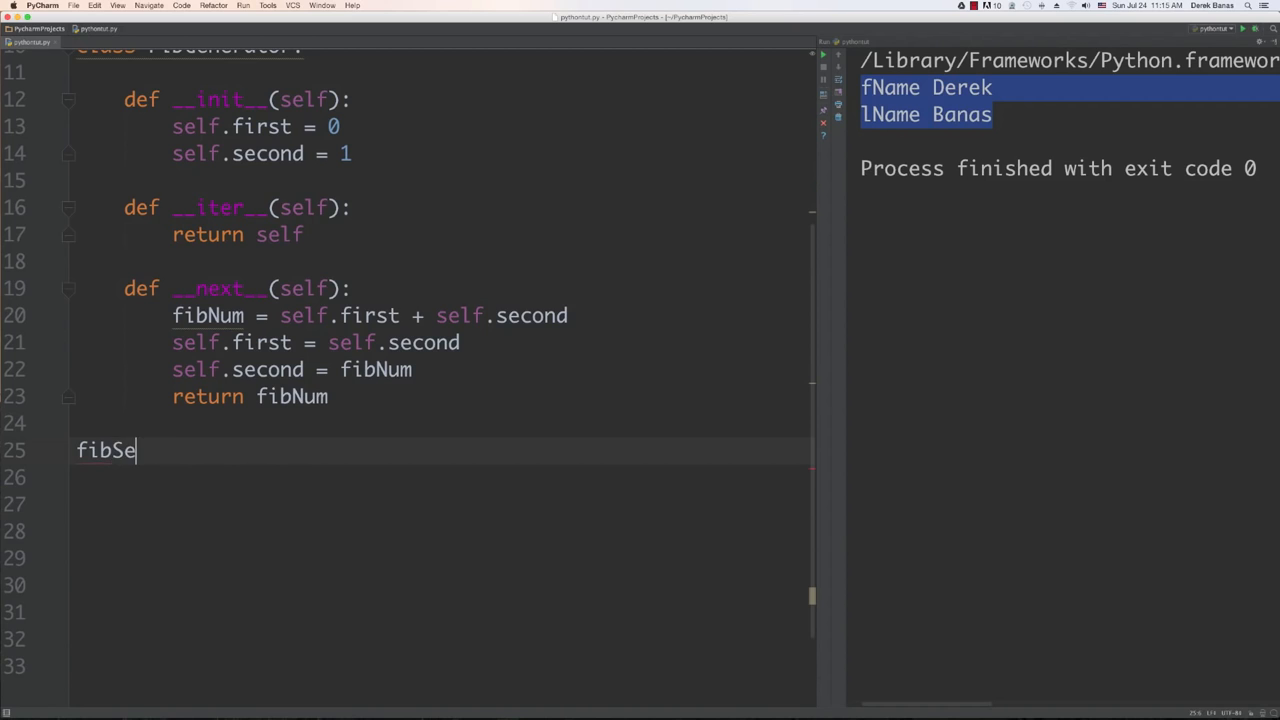 PyCharm File Edit View Navigate Code Refactor Run Tools VCS Window Help 10 Sun Jul 24 11:15 AM Derek Banas
pythontut.py - PycharmProjects - [~/PycharmProjects]
PycharmProjects pythontut.py pythontut
pythontut.py
Run: pythontut
11
12 def __init__(self):
13 self.first = 0
14 self.second = 1
15
16 def __iter__(self):
17 return self
18
19 def __next__(self):
20 fibNum = self.first + self.second
21 self.first = self.second
22 self.second = fibNum
23 return fibNum
24
25 fibSe
26
27
28
29
30
31
32
33
/Library/Frameworks/Python.framewor
fName Derek
lName Banas
Process finished with exit code 0
25:6 LF÷ UTF-8÷